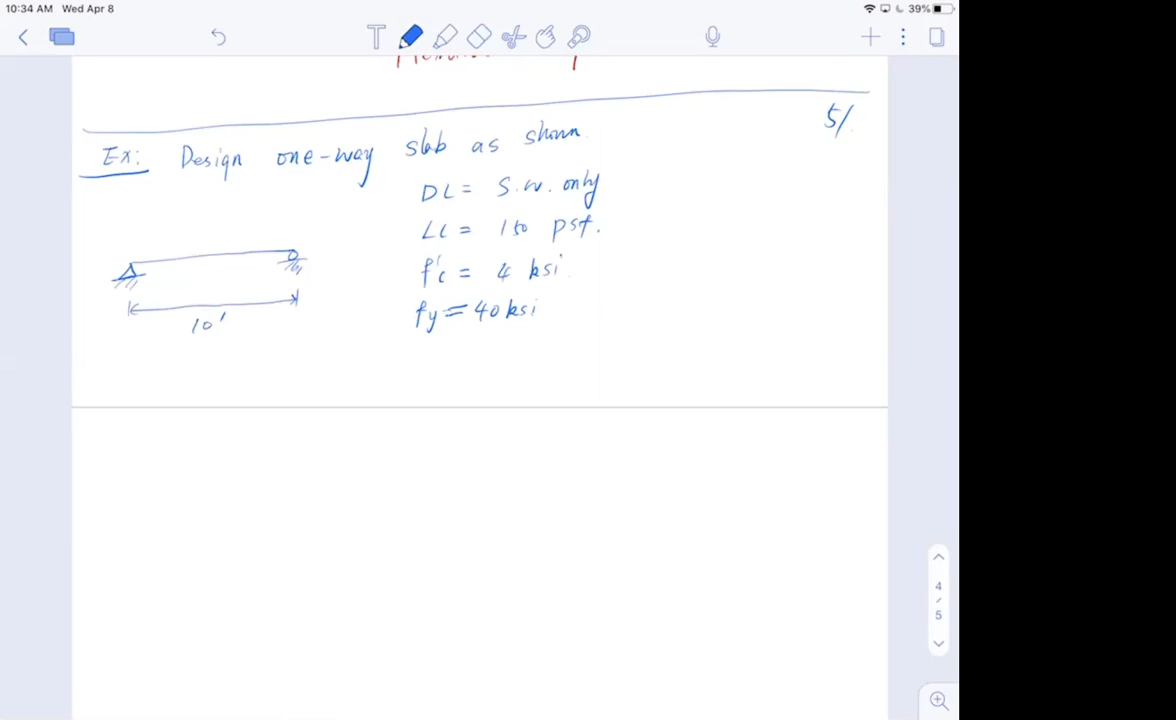 10:34 AM Wed Apr 8
39%
T
5/
Ex: Design one-way slab as shown.
DL = S.W. only
LL = 150 psf.
f'c = 4 ksi
fy = 40 ksi
10'
4
/
5